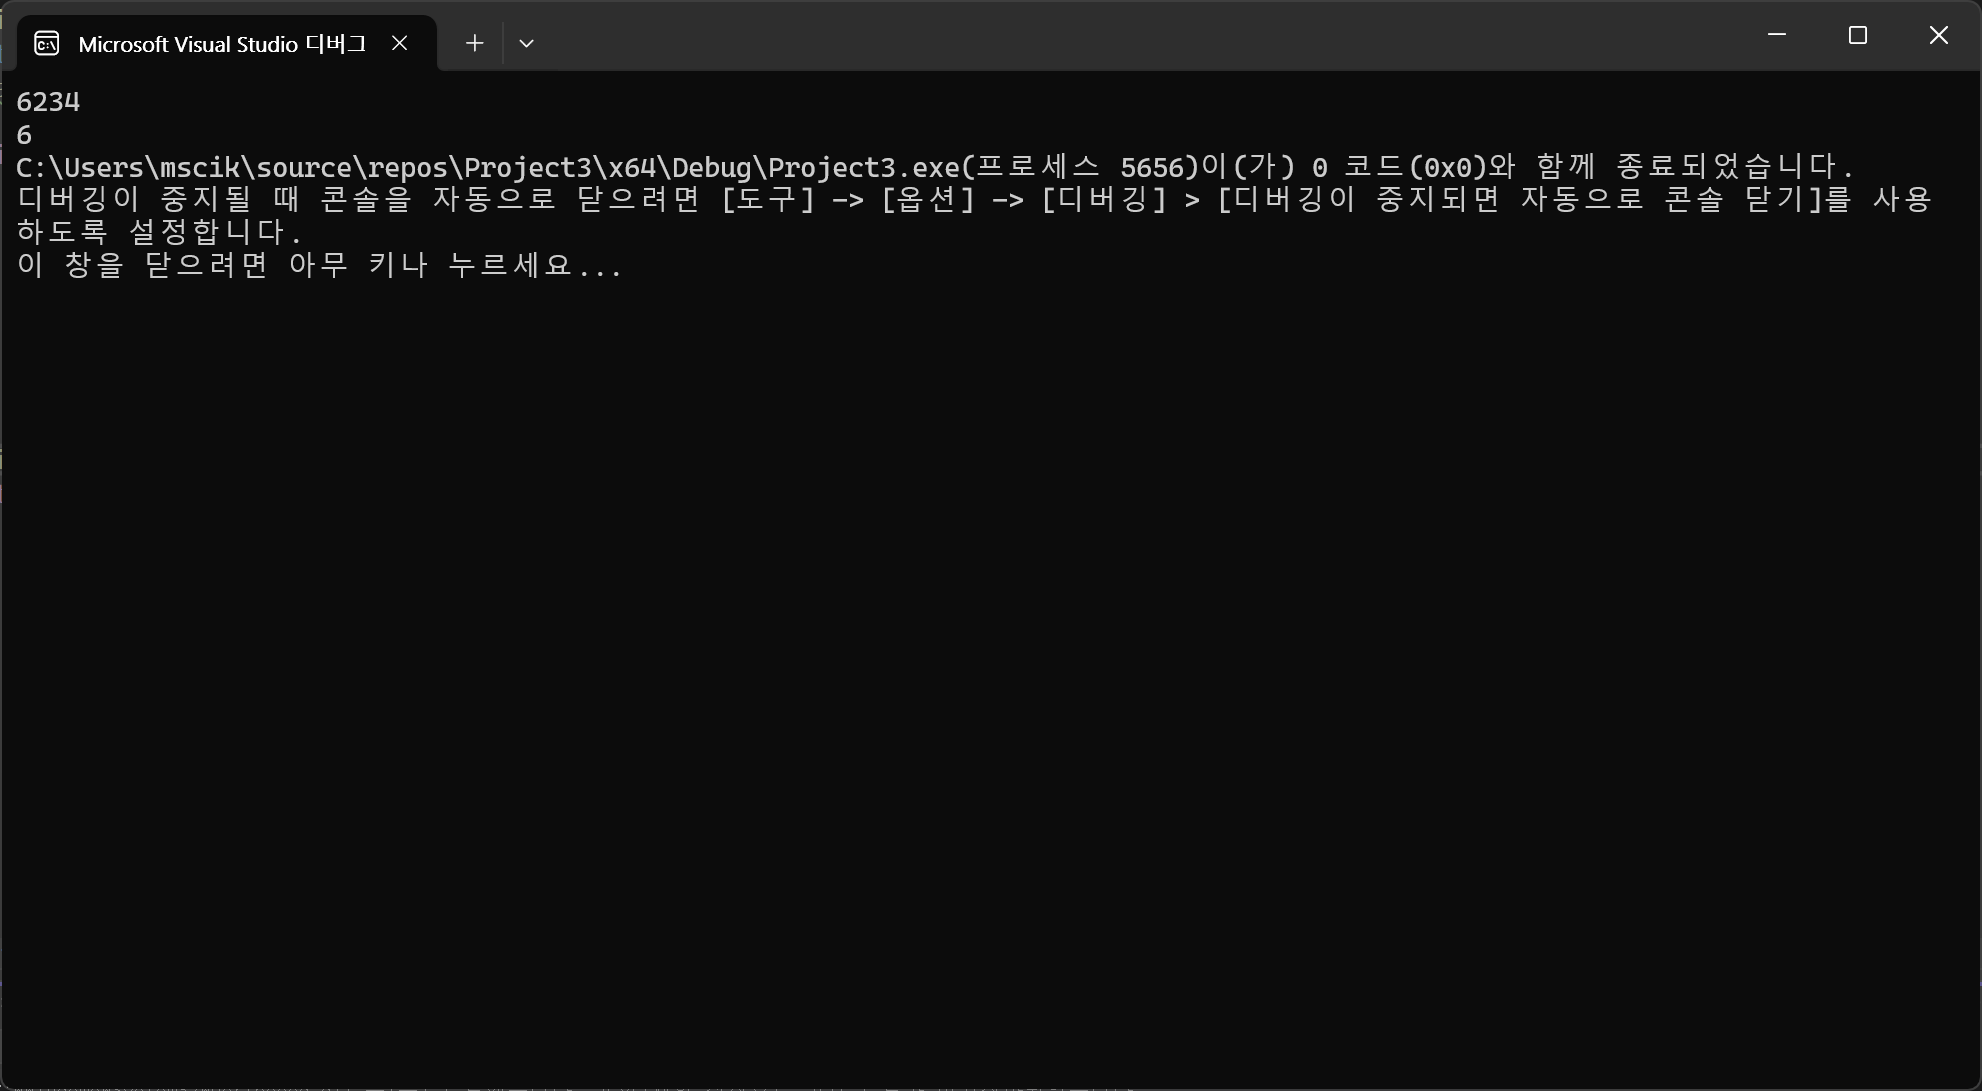 Microsoft Visual Studio 디버그
6234
6
C:\Users\mscik\source\repos\Project3\x64\Debug\Project3.exe(프로세스 5656)이(가) 0 코드(0x0)와 함께 종료되었습니다.
디버깅이 중지될 때 콘솔을 자동으로 닫으려면 [도구] -> [옵션] -> [디버깅] > [디버깅이 중지되면 자동으로 콘솔 닫기]를 사용
하도록 설정합니다.
이 창을 닫으려면 아무 키나 누르세요...